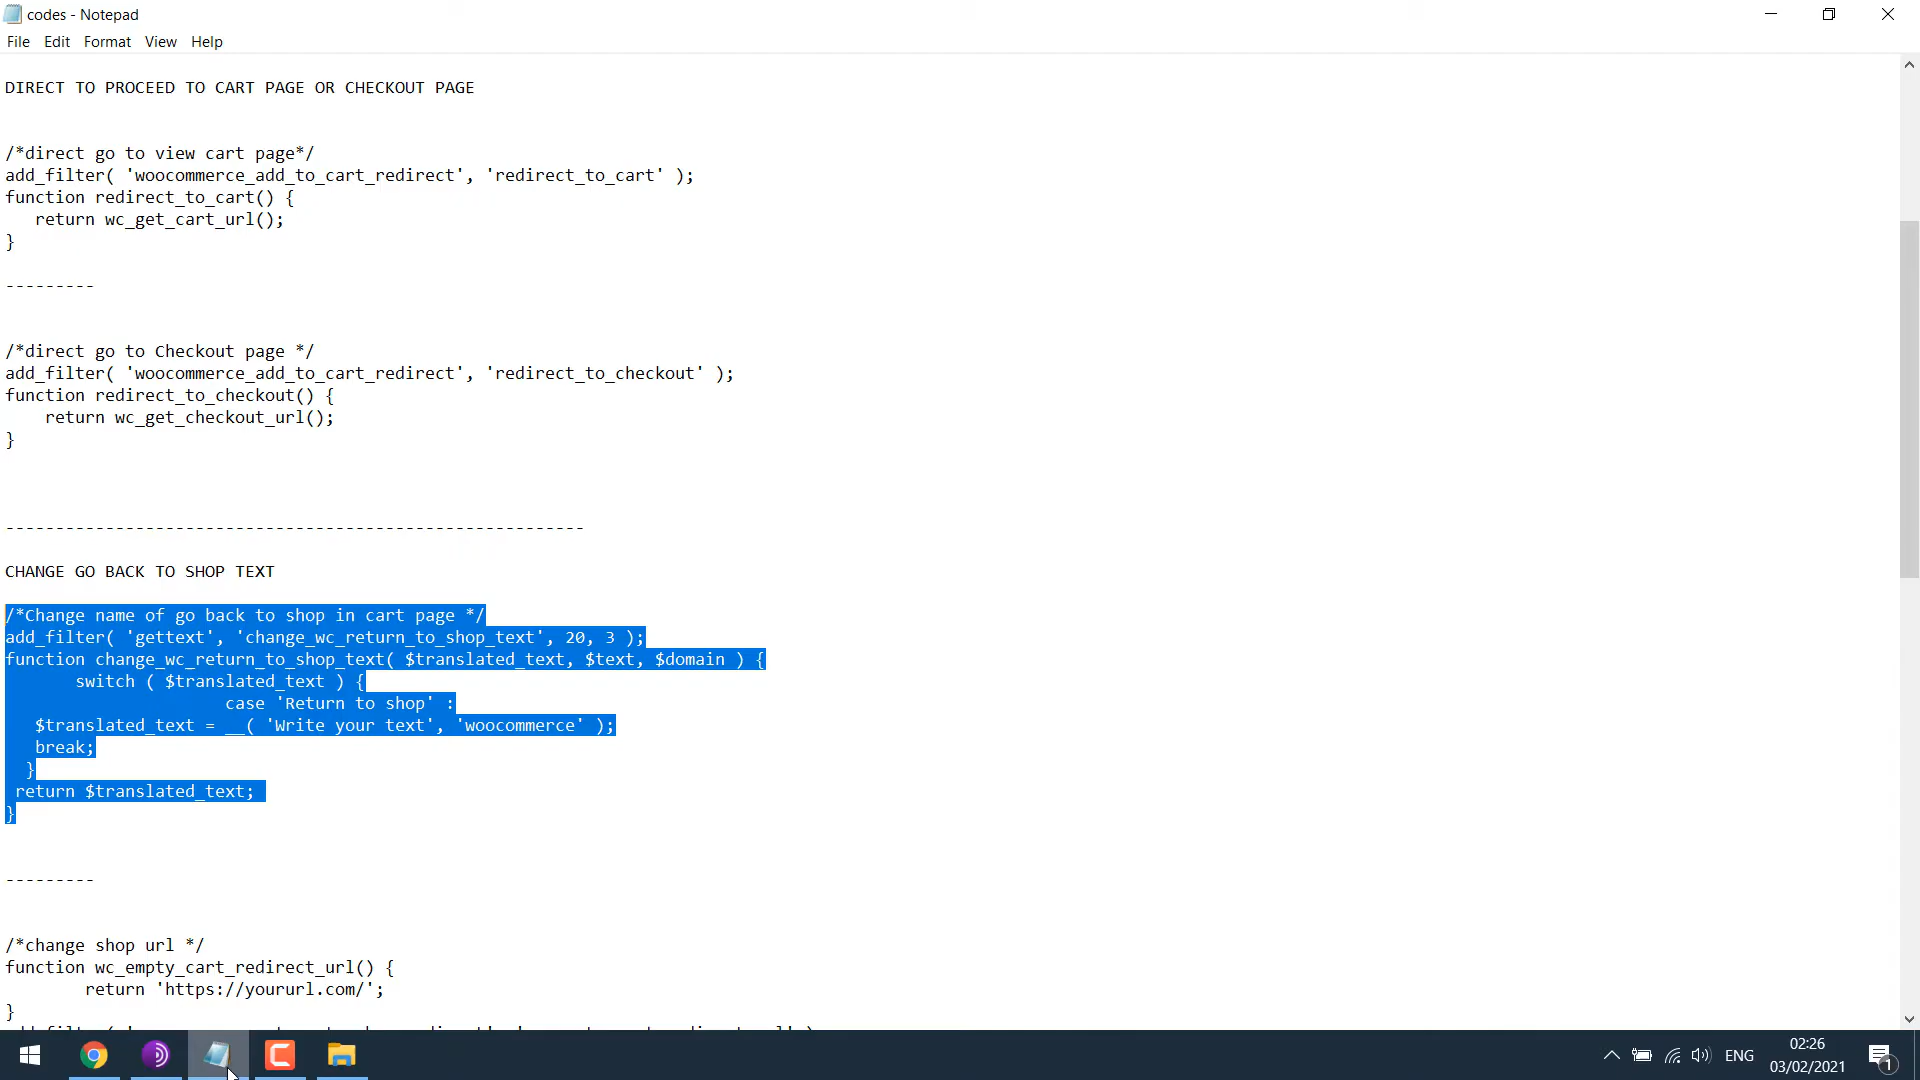 codes - Notepad
File Edit Format View Help
DIRECT TO PROCEED TO CART PAGE OR CHECKOUT PAGE
/*direct go to view cart page*/
add_filter( 'woocommerce_add_to_cart_redirect', 'redirect_to_cart' );
function redirect_to_cart() {
   return wc_get_cart_url();
}
---------
/*direct go to Checkout page */
add_filter( 'woocommerce_add_to_cart_redirect', 'redirect_to_checkout' );
function redirect_to_checkout() {
    return wc_get_checkout_url();
}
----------------------------------------------------------
CHANGE GO BACK TO SHOP TEXT
/*Change name of go back to shop in cart page */
add_filter( 'gettext', 'change_wc_return_to_shop_text', 20, 3 );
function change_wc_return_to_shop_text( $translated_text, $text, $domain ) {
       switch ( $translated_text ) {
                      case 'Return to shop' :
   $translated_text = __( 'Write your text', 'woocommerce' );
   break;
  }
 return $translated_text;
}
---------
/*change shop url */
function wc_empty_cart_redirect_url() {
        return 'https://yoururl.com/';
}
ENG
02:26
03/02/2021
1